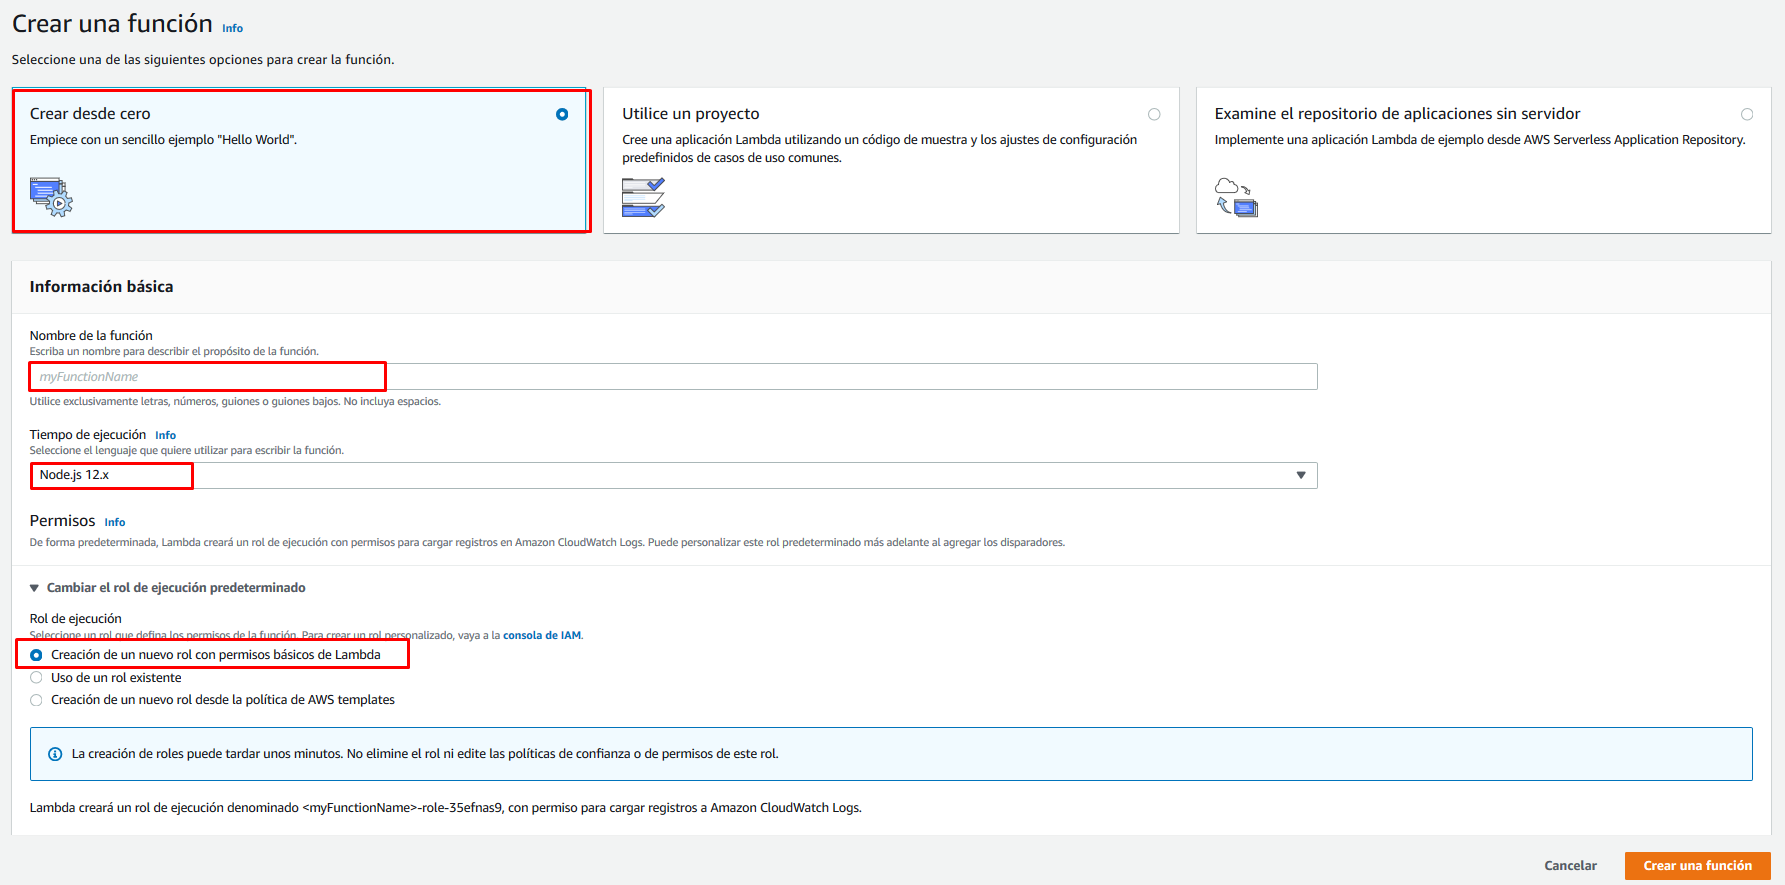 Crear una función Info
Seleccione una de las siguientes opciones para crear la función.
Crear desde cero
Empiece con un sencillo ejemplo "Hello World".
Utilice un proyecto
Cree una aplicación Lambda utilizando un código de muestra y los ajustes de configuración
predefinidos de casos de uso comunes.
Examine el repositorio de aplicaciones sin servidor
Implemente una aplicación Lambda de ejemplo desde AWS Serverless Application Repository.
Información básica
Nombre de la función
Escriba un nombre para describir el propósito de la función.
myFunctionName
Utilice exclusivamente letras, números, guiones o guiones bajos. No incluya espacios.
Tiempo de ejecución Info
Seleccione el lenguaje que quiere utilizar para escribir la función.
Node.js 12.x
Permisos Info
De forma predeterminada, Lambda creará un rol de ejecución con permisos para cargar registros en Amazon CloudWatch Logs. Puede personalizar este rol predeterminado más adelante al agregar los disparadores.
Cambiar el rol de ejecución predeterminado
Rol de ejecución
Seleccione un rol que defina los permisos de la función. Para crear un rol personalizado, vaya a la consola de IAM.
Creación de un nuevo rol con permisos básicos de Lambda
Uso de un rol existente
Creación de un nuevo rol desde la política de AWS templates
La creación de roles puede tardar unos minutos. No elimine el rol ni edite las políticas de confianza o de permisos de este rol.
Lambda creará un rol de ejecución denominado <myFunctionName>-role-35efnas9, con permiso para cargar registros a Amazon CloudWatch Logs.
Cancelar
Crear una función